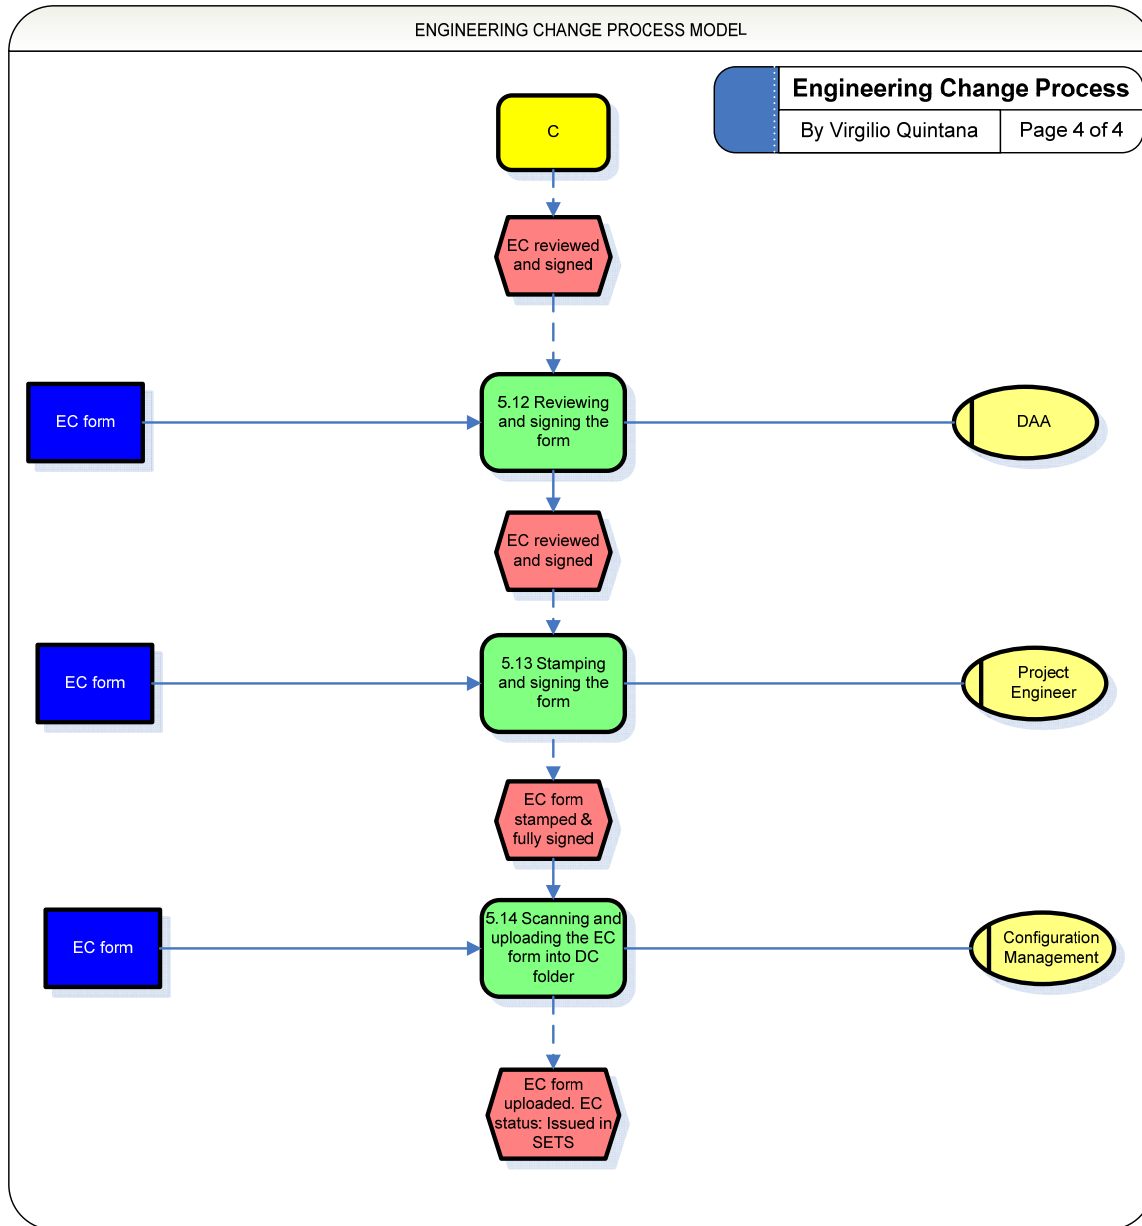 ENGINEERING CHANGE PROCESS MODEL
Engineering Change Process
By Virgilio Quintana
Page 4 of 4
C
EC reviewed
and signed
EC form
5.12 Reviewing
and signing the
form
DAA
EC reviewed
and signed
EC form
5.13 Stamping
and signing the
form
Project
Engineer
EC form
stamped &
fully signed
EC form
5.14 Scanning and
uploading the EC
form into DC
folder
Configuration
Management
EC form
uploaded. EC
status: Issued in
SETS